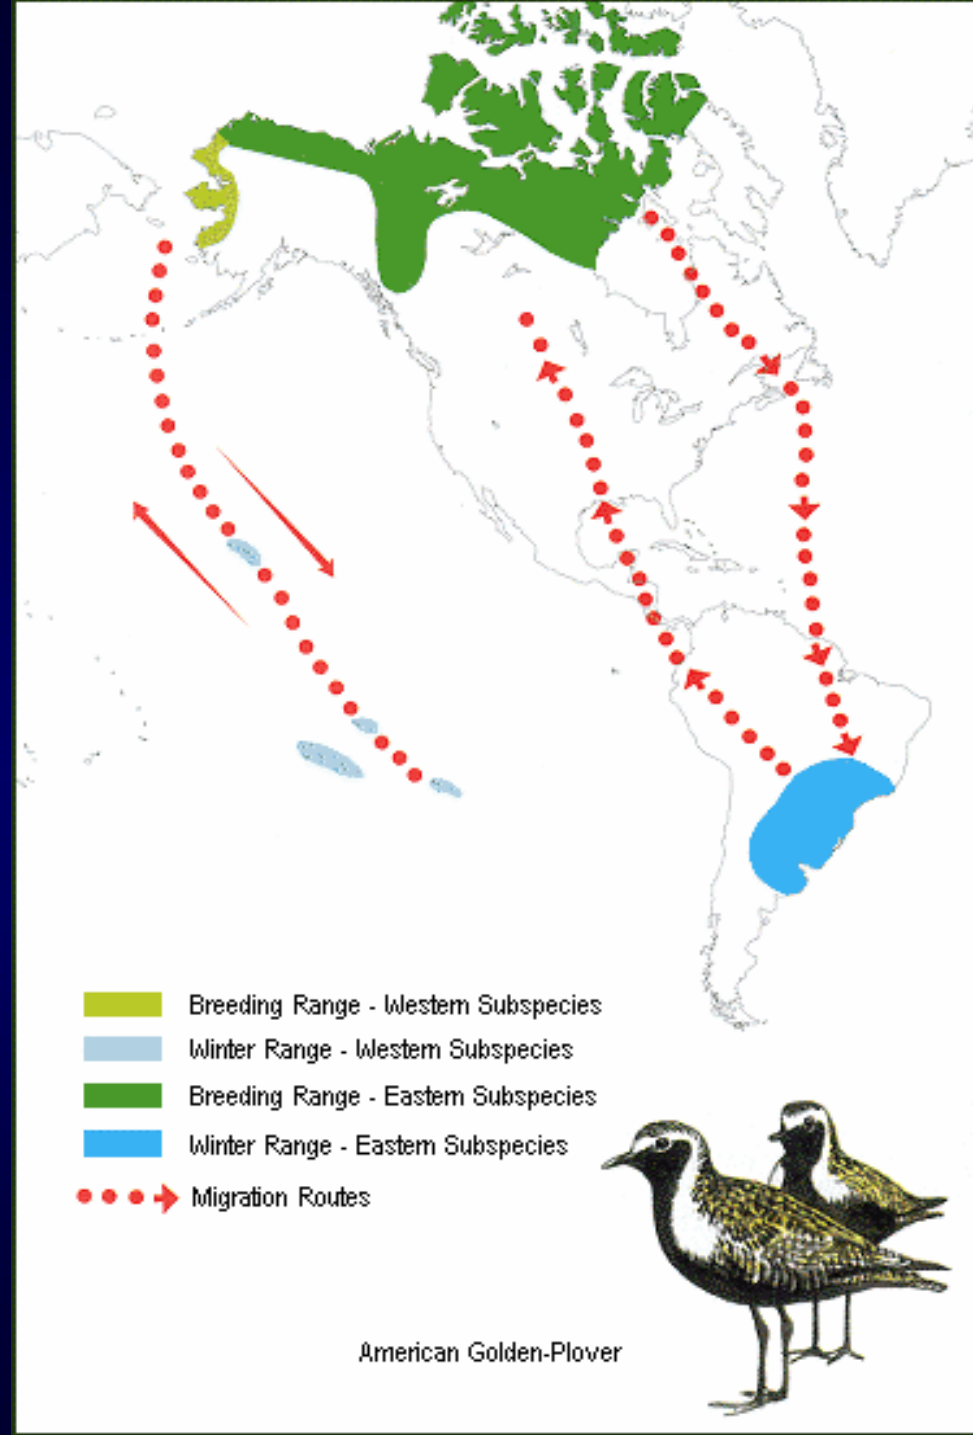 Breeding Range - Western Subspecies
Winter Range - Western Subspecies
Breeding Range - Eastern Subspecies
Winter Range - Eastern Subspecies
Migration Routes
American Golden-Plover